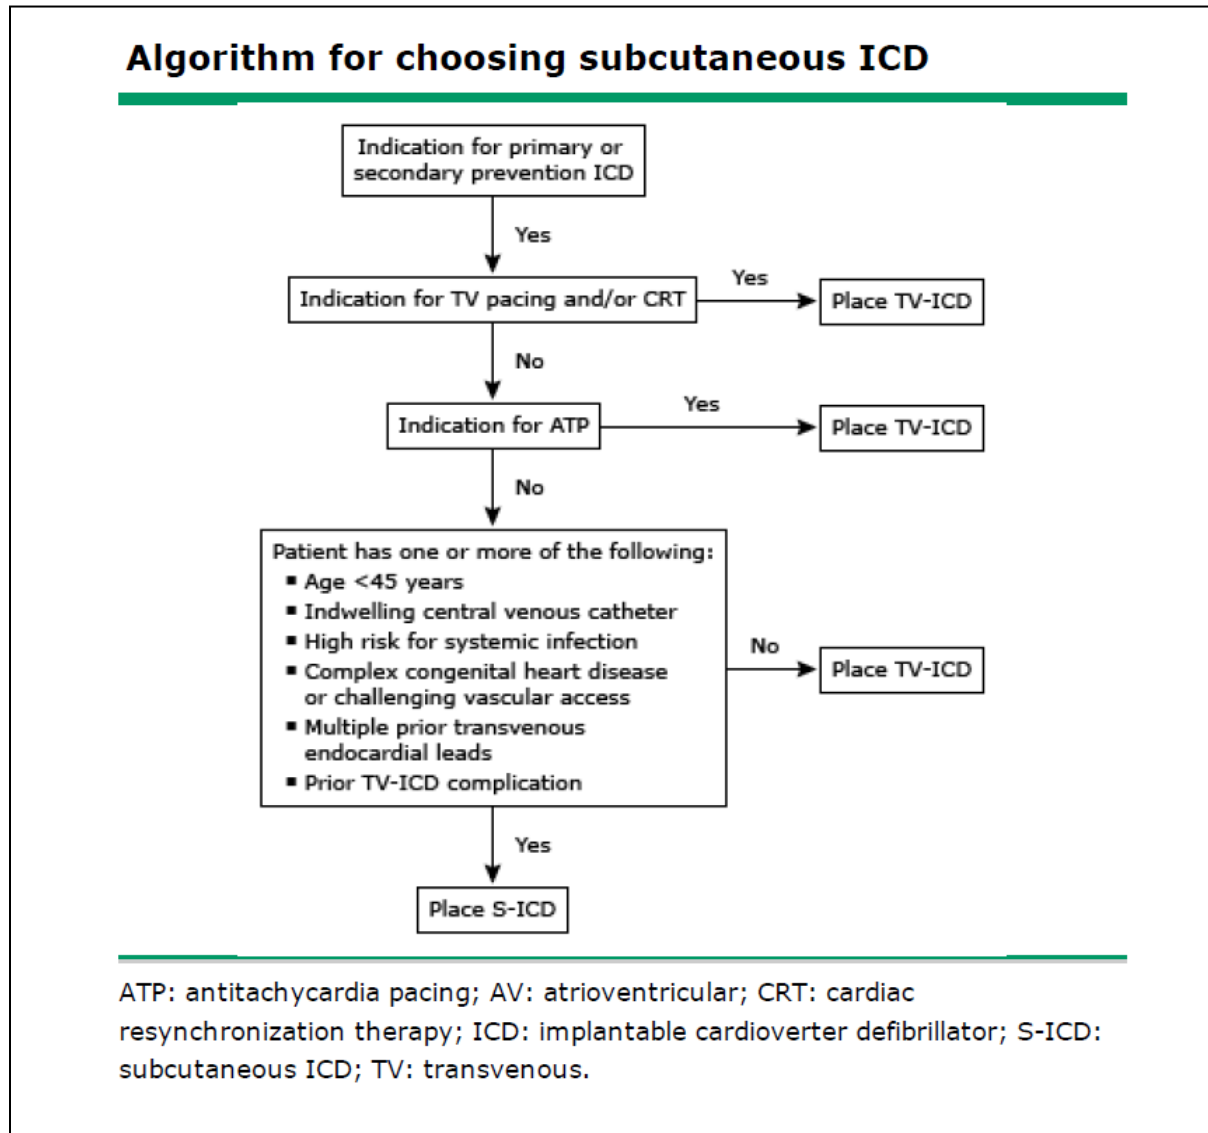 Algorithm for choosing subcutaneous ICD
Indication for primary or
secondary prevention ICD
Yes
Indication for TV pacing and/or CRT
Yes
Place TV-ICD
No
Indication for ATP
Yes
Place TV-ICD
No
Patient has one or more of the following:
▪ Age <45 years
▪ Indwelling central venous catheter
▪ High risk for systemic infection
▪ Complex congenital heart disease
or challenging vascular access
▪ Multiple prior transvenous
endocardial leads
▪ Prior TV-ICD complication
No
Place TV-ICD
Yes
Place S-ICD
ATP: antitachycardia pacing; AV: atrioventricular; CRT: cardiac
resynchronization therapy; ICD: implantable cardioverter defibrillator; S-ICD:
subcutaneous ICD; TV: transvenous.